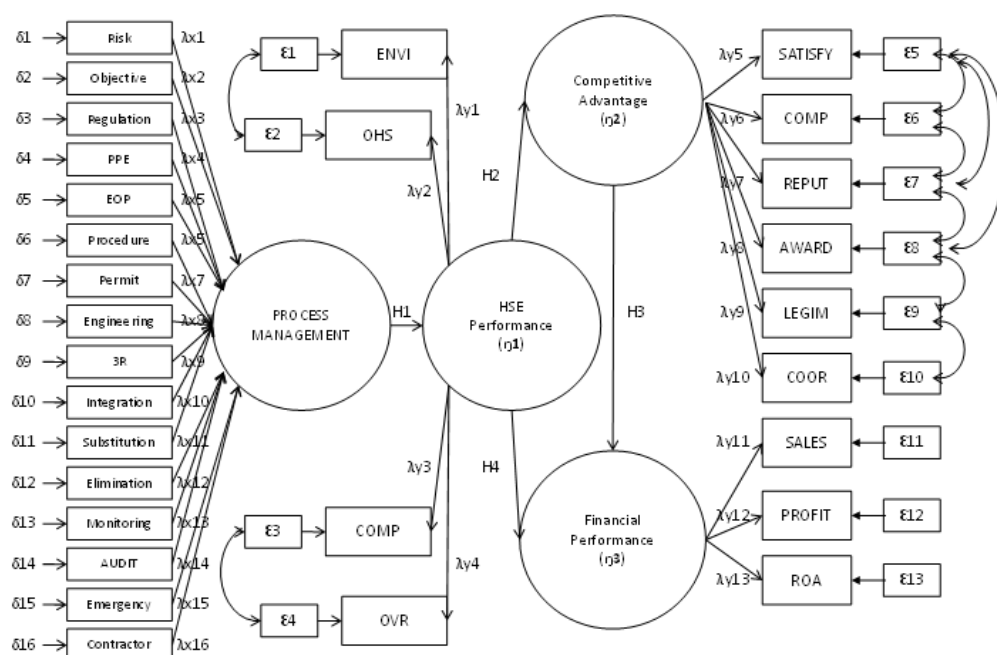 δ1
Risk
λx1
δ2
Objective
λx2
δ3
Regulation
λx3
δ4
PPE
λx4
δ5
EOP
λx5
δ6
Procedure
λx5
δ7
Permit
λx7
δ8
Engineering
λx8
δ9
3R
λx9
δ10
Integration
λx10
δ11
Substitution
λx11
δ12
Elimination
λx12
δ13
Monitoring
λx13
δ14
AUDIT
λx14
δ15
Emergency
λx15
δ16
Contractor
λx16
PROCESS
MANAGEMENT
H1
ε1
ENVI
λy1
ε2
OHS
λy2
HSE
Performance
(η1)
λy3
ε3
COMP
λy4
ε4
OVR
H2
H4
Competitive
Advantage
(η2)
H3
Financial
Performance
(η3)
λy5
SATISFY
ε5
λy6
COMP
ε6
λy7
REPUT
ε7
λy8
AWARD
ε8
λy9
LEGIM
ε9
λy10
COOR
ε10
λy11
SALES
ε11
λy12
PROFIT
ε12
λy13
ROA
ε13